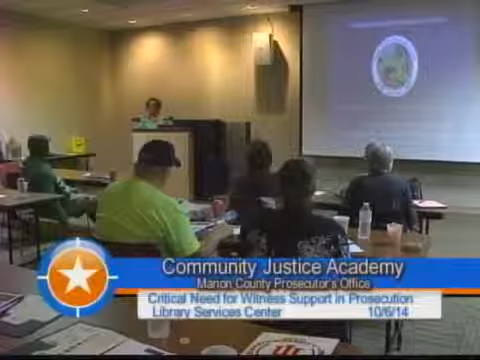 Community Justice Academy
Marion County Prosecutor's Office
Critical Need for Witness Support in Prosecution
Library Services Center 10/6/14